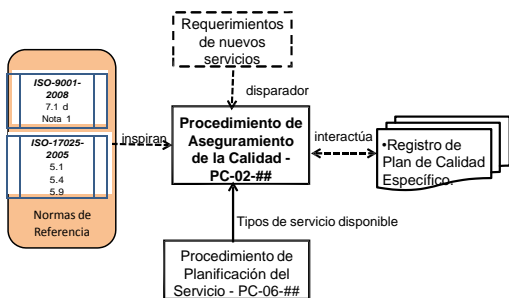 Requerimientos
de nuevos
servicios
disparador
ISO-9001-
2008
7.1 d
Nota 1
ISO-17025-
2005
5.1
5.4
5.9
Normas de
Referencia
inspiran
Procedimiento de
Aseguramiento
de la Calidad -
PC-02-##
interactúa
•Registro de
Plan de Calidad
Específico.
Tipos de servicio disponible
Procedimiento de
Planificación del
Servicio - PC-06-##